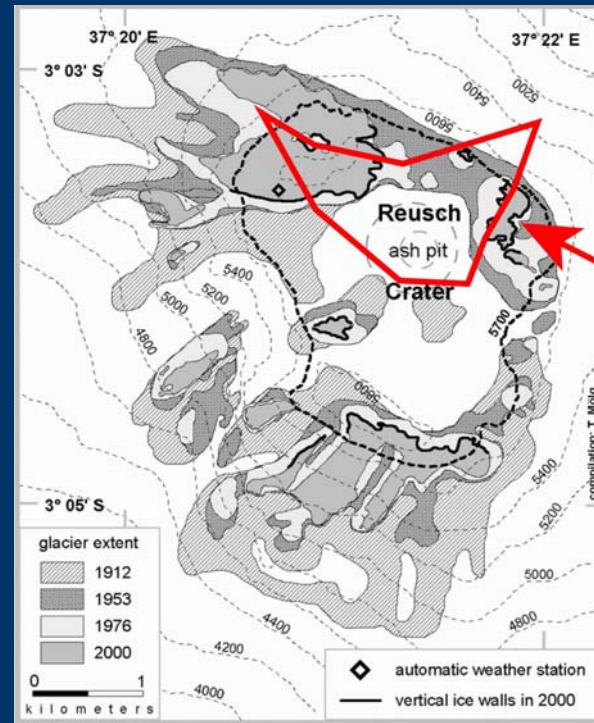 37° 20' E
37° 22' E
3° 03' S
5400
5200
5600
Reusch
ash pit
Crater
5400
5200
5000
4800
5700
5800
3° 05' S
compilation: T. Mölg
5400
5200
5000
4800
4400
4200
4000
glacier extent
1912
1953
1976
2000
0 1
kilometers
automatic weather station
vertical ice walls in 2000